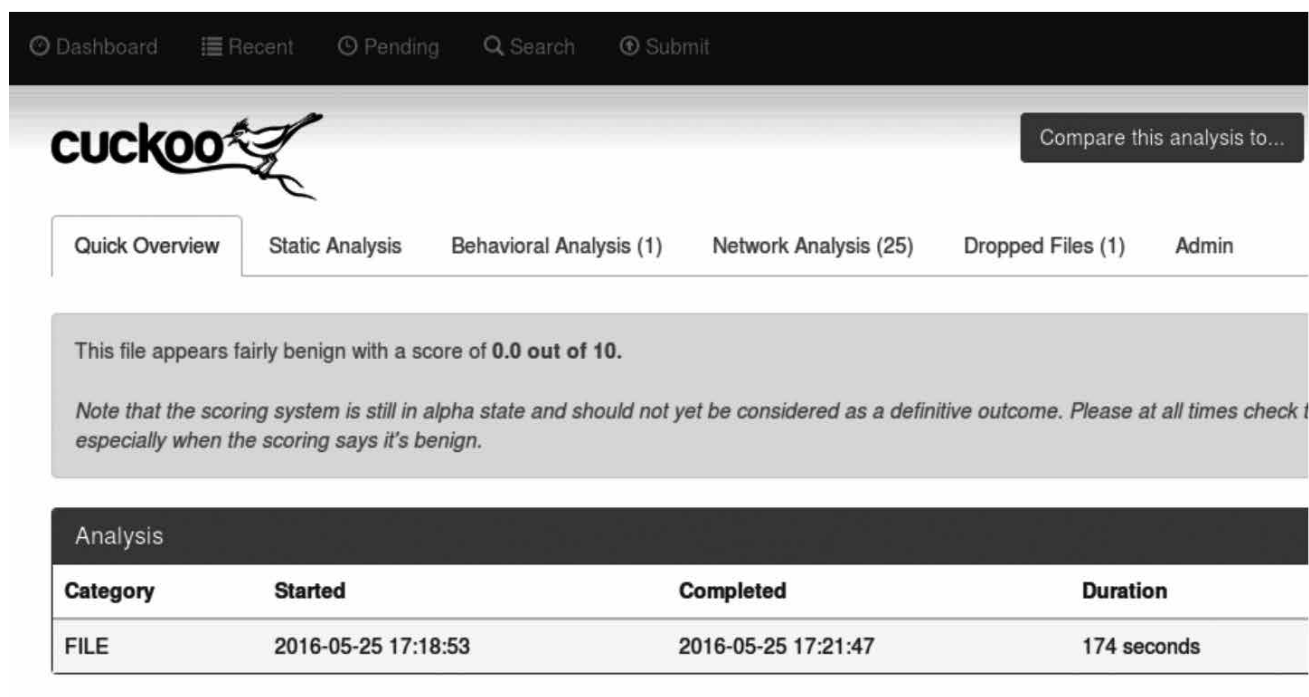 Dashboard Recent Pending Search Submit
cuckoo
Compare this analysis to...
Quick Overview Static Analysis Behavioral Analysis (1) Network Analysis (25) Dropped Files (1) Admin
This file appears fairly benign with a score of 0.0 out of 10.
Note that the scoring system is still in alpha state and should not yet be considered as a definitive outcome. Please at all times check
especially when the scoring says it's benign.
Analysis
Category Started Completed Duration
FILE 2016-05-25 17:18:53 2016-05-25 17:21:47 174 seconds